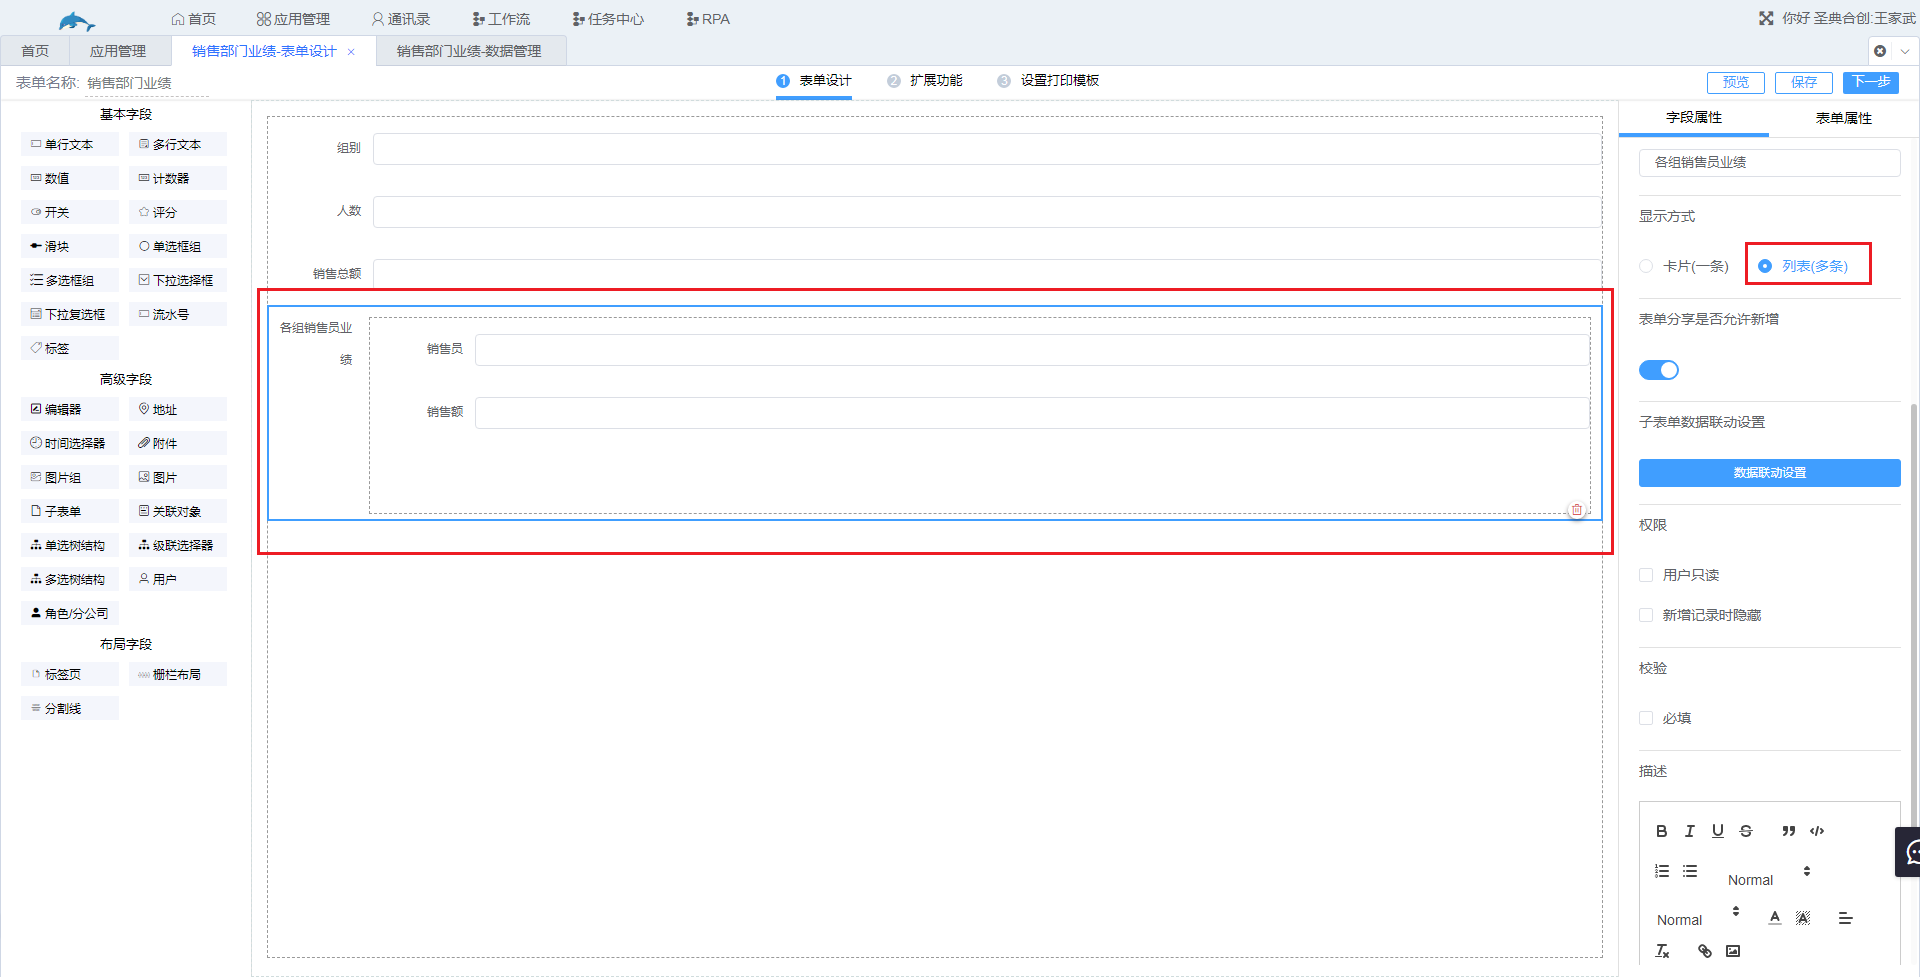 首页 应用管理 通讯录 工作流 任务中心 RPA 你好 圣典合创:王家武
首页 应用管理 销售部门业绩-表单设计 × 销售部门业绩-数据管理
表单名称: 销售部门业绩 1 表单设计 2 扩展功能 3 设置打印模板 预览 保存 下一步
基本字段
单行文本 多行文本
数值 计数器
开关 评分
滑块 单选框组
多选框组 下拉选择框
下拉复选框 流水号
标签
高级字段
编辑器 地址
时间选择器 附件
图片组 图片
子表单 关联对象
单选树结构 级联选择器
多选树结构 用户
角色/分公司
布局字段
标签页 栅栏布局
分割线
组别
人数
销售总额
各组销售员业
绩
销售员
销售额
字段属性 表单属性
各组销售员业绩
显示方式
卡片(一条) 列表(多条)
表单分享是否允许新增
子表单数据联动设置
数据联动设置
权限
用户只读
新增记录时隐藏
校验
必填
描述
Normal
Normal